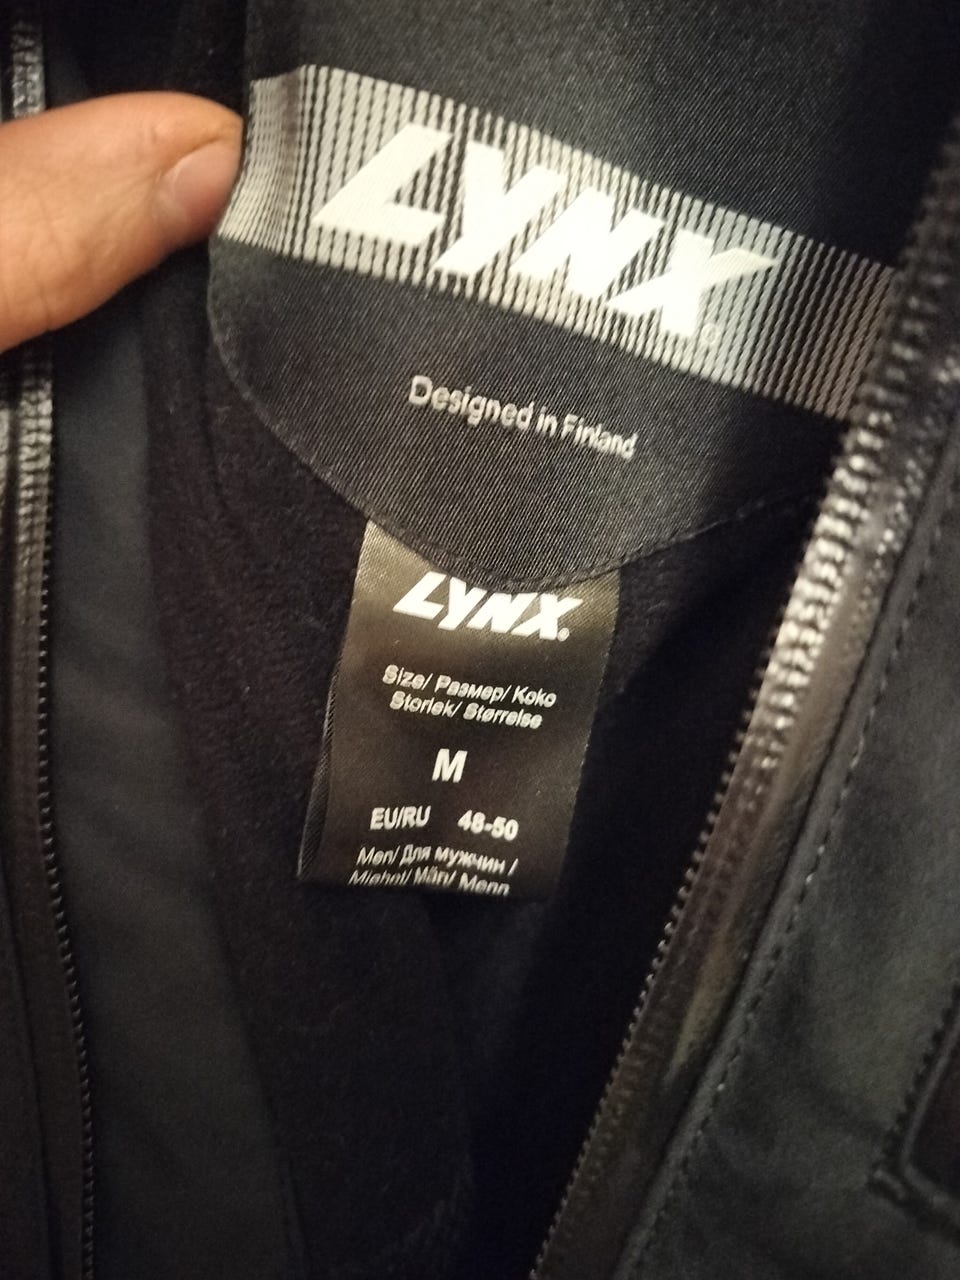 LYNX®
Designed in Finland
LYNX®
Size/ Размер/ Koko
Storlek/ Størrelse
M
EU/RU 48-50
Men/ Для мужчин /
Miehet/ Män/ Menn